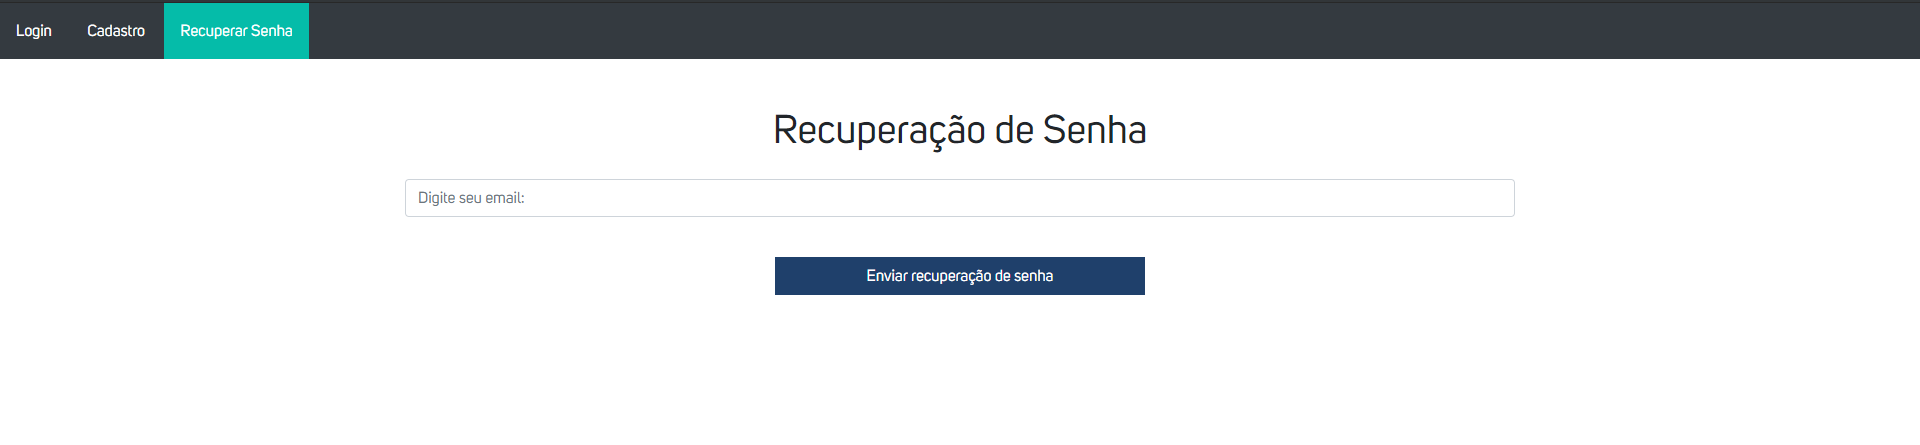 Login Cadastro Recuperar Senha
Recuperação de Senha
Digite seu email:
Enviar recuperação de senha